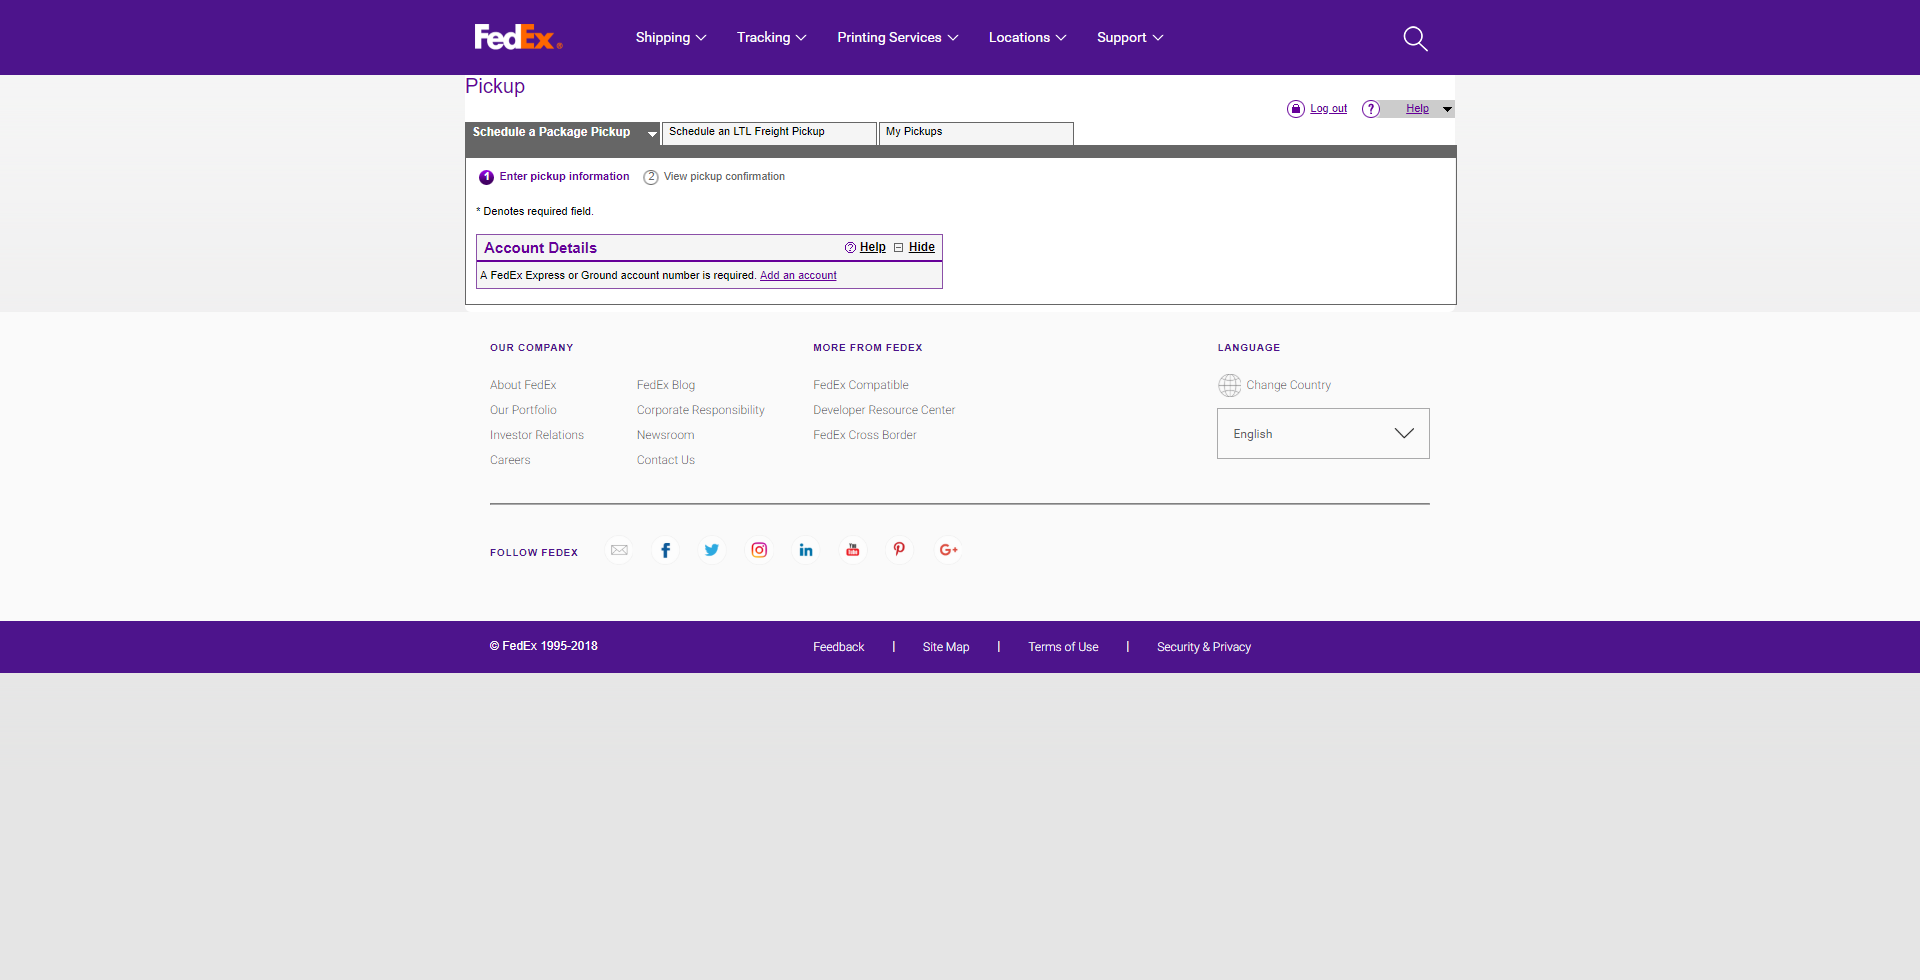 FedEx®
Shipping
Tracking
Printing Services
Locations
Support
Pickup
Log out
? Help
Schedule a Package Pickup
Schedule an LTL Freight Pickup
My Pickups
1 Enter pickup information
2 View pickup confirmation
* Denotes required field.
Account Details
? Help
Hide
A FedEx Express or Ground account number is required. Add an account
OUR COMPANY
About FedEx
Our Portfolio
Investor Relations
Careers
FedEx Blog
Corporate Responsibility
Newsroom
Contact Us
MORE FROM FEDEX
FedEx Compatible
Developer Resource Center
FedEx Cross Border
LANGUAGE
Change Country
English
FOLLOW FEDEX
© FedEx 1995-2018
Feedback | Site Map | Terms of Use | Security & Privacy